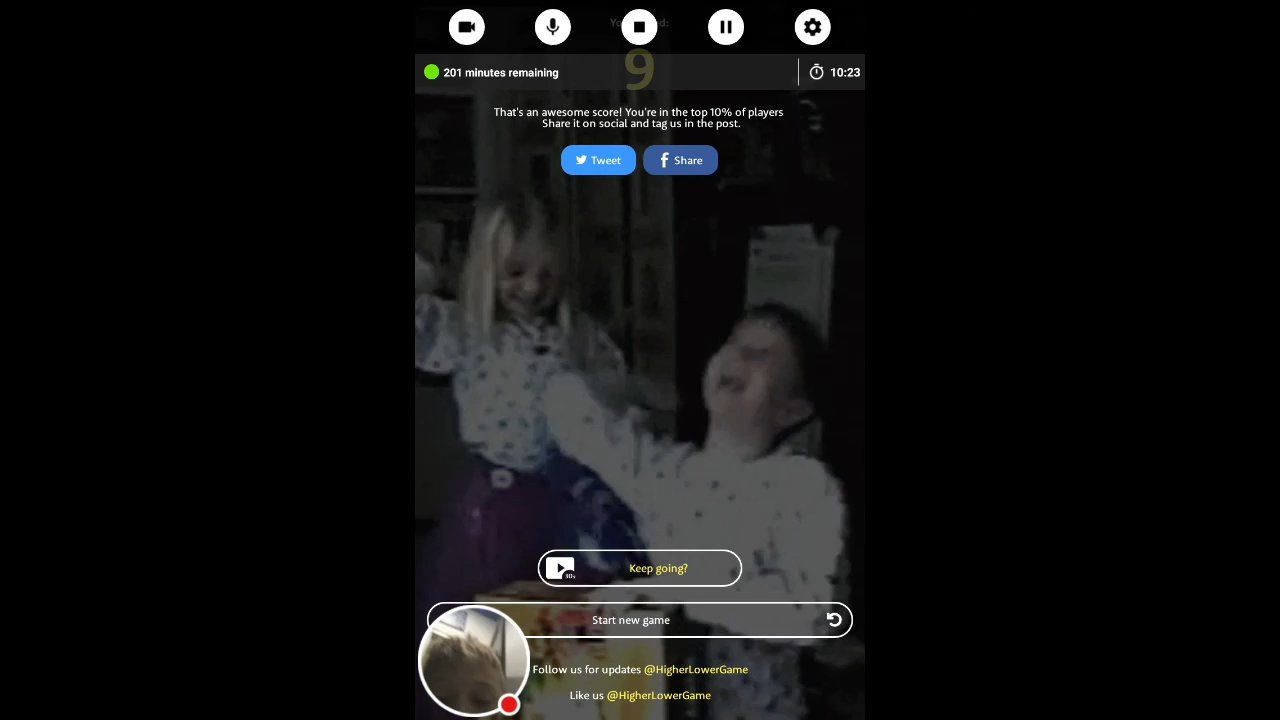 201 minutes remaining
10:23
9
That's an awesome score! You're in the top 10% of players
Share it on social and tag us in the post.
Tweet
Share
Keep going?
Start new game
Follow us for updates @HigherLowerGame
Like us @HigherLowerGame